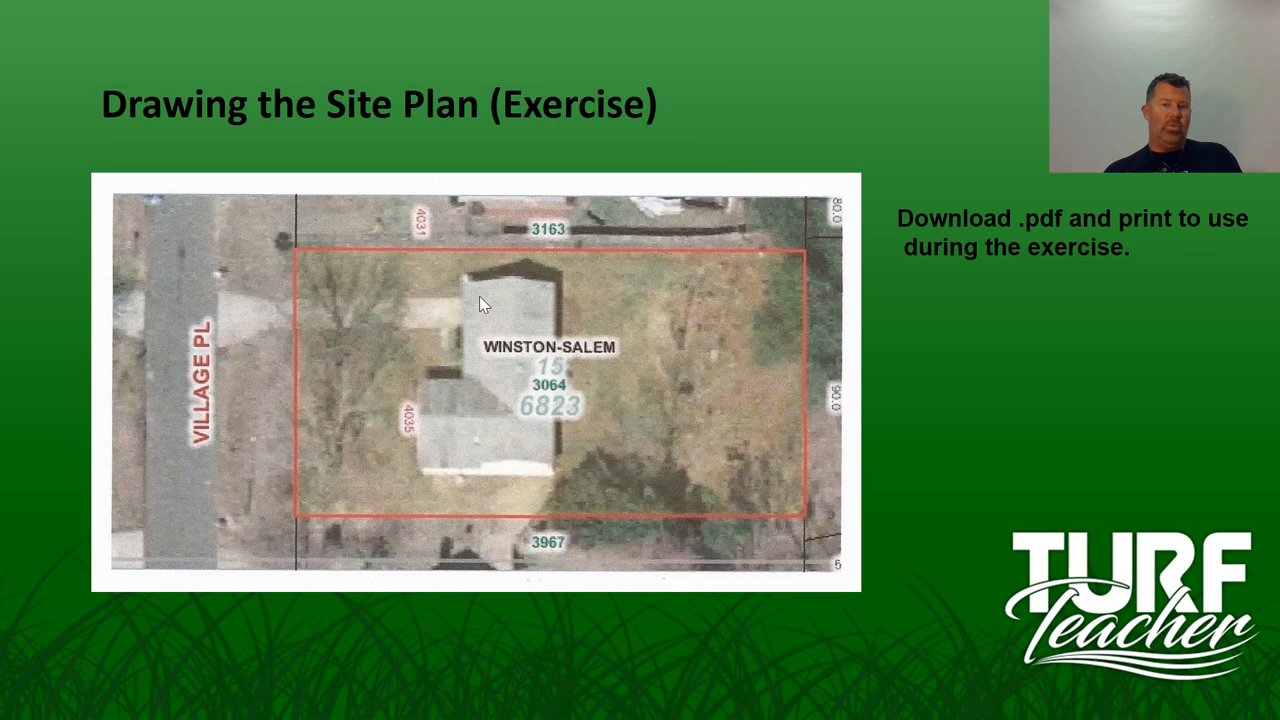 Drawing the Site Plan (Exercise)
Download .pdf and print to use
during the exercise.
4031
3163
80.0
VILLAGE PL
WINSTON-SALEM
15
3064
6823
4035
90.0
3967
5
TURF
Teacher